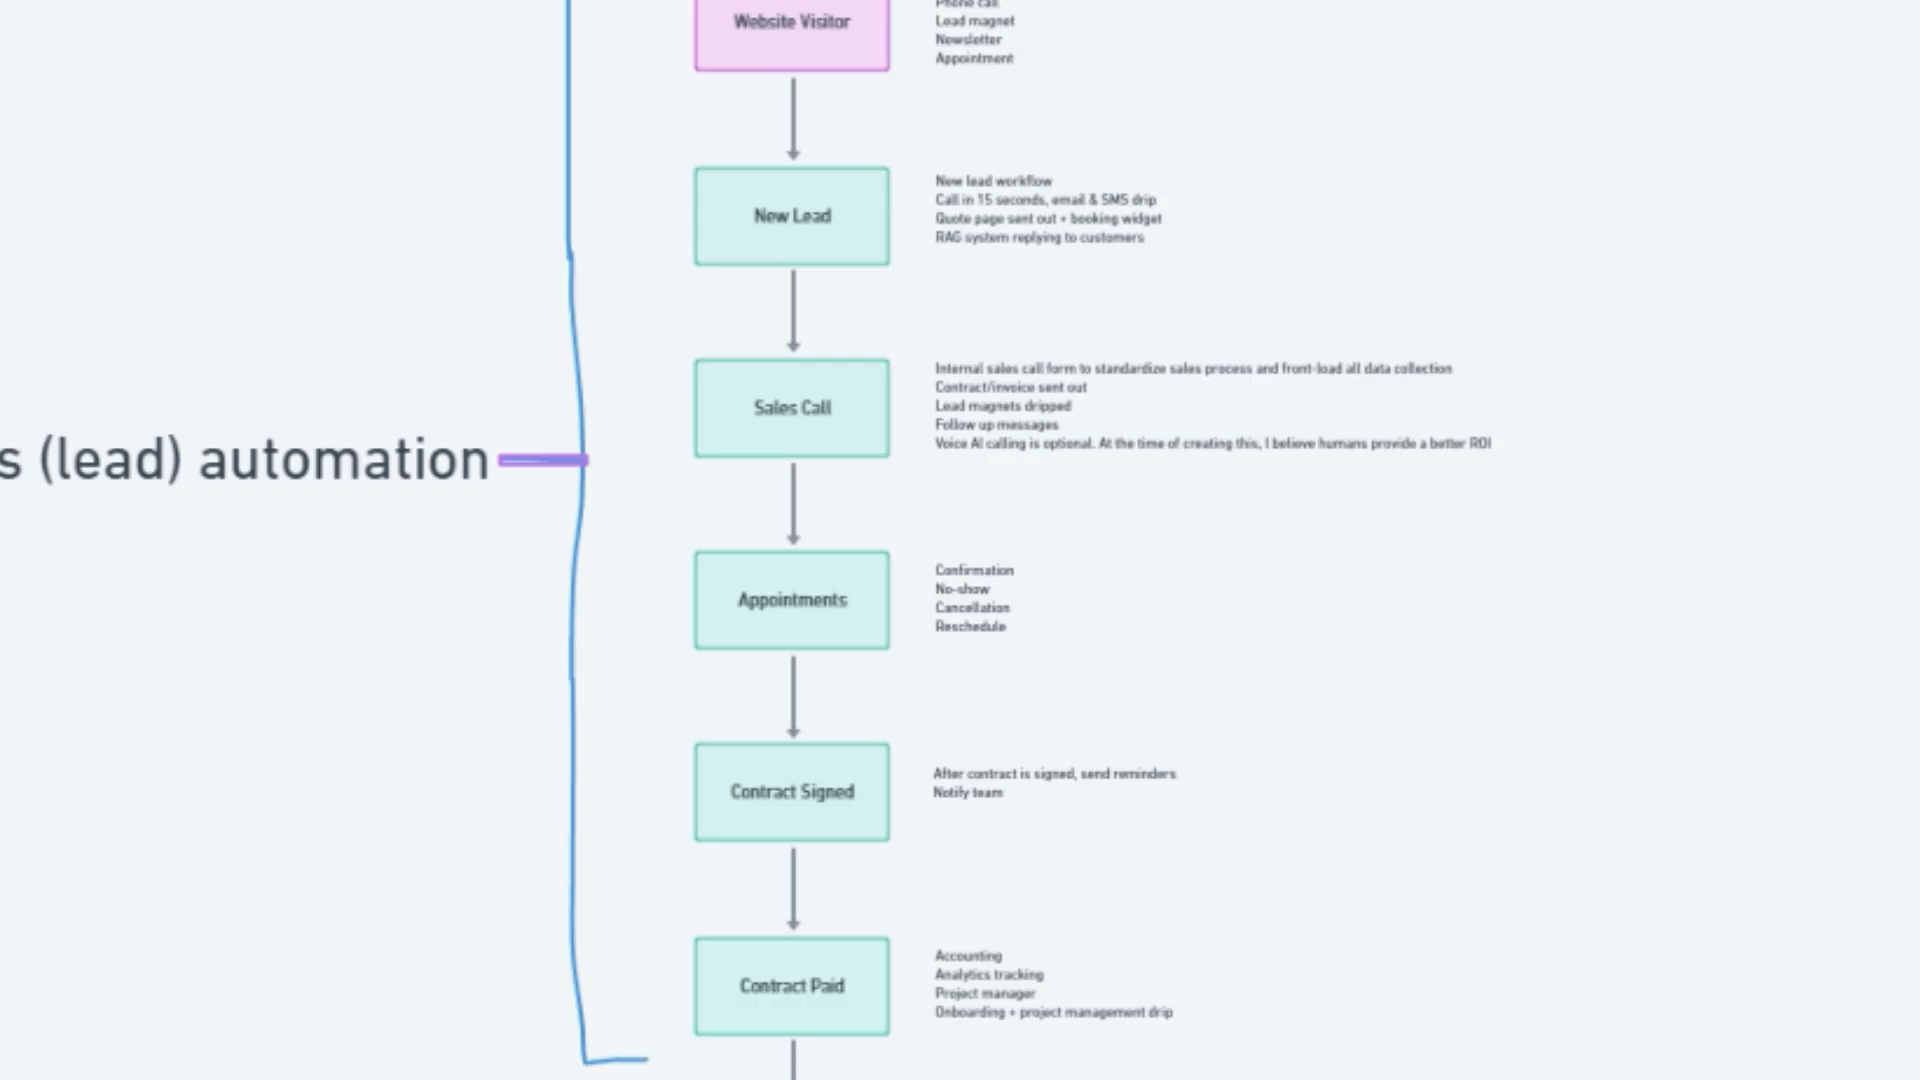 Website Visitor
Phone call
Lead magnet
Newsletter
Appointment
New Lead
New lead workflow
Call in 15 seconds, email & SMS drip
Quote page sent out + booking widget
RAG system replying to customers
Sales Call
Internal sales call form to standardize sales process and front-load all data collection
Contract/invoice sent out
Lead magnets dripped
Follow up messages
Voice AI calling is optional. At the time of creating this, I believe humans provide a better ROI
s (lead) automation
Appointments
Confirmation
No-show
Cancellation
Reschedule
Contract Signed
After contract is signed, send reminders
Notify team
Contract Paid
Accounting
Analytics tracking
Project manager
Onboarding + project management drip